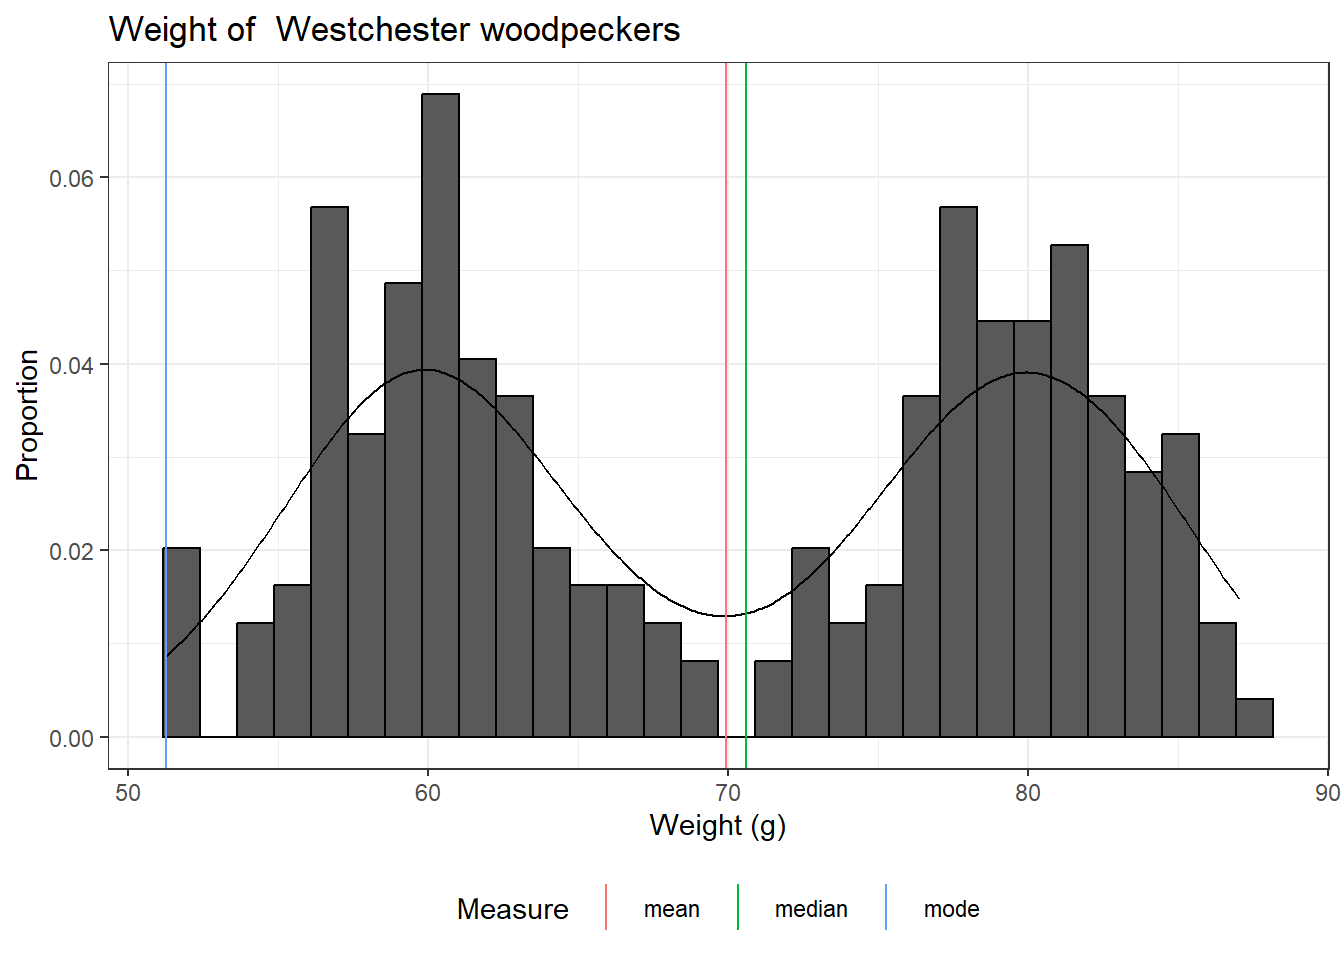 Weight of  Westchester woodpeckers
Proportion
0.06
0.04
0.02
0.00
50 60 70 80 90
Weight (g)
Measure mean median mode